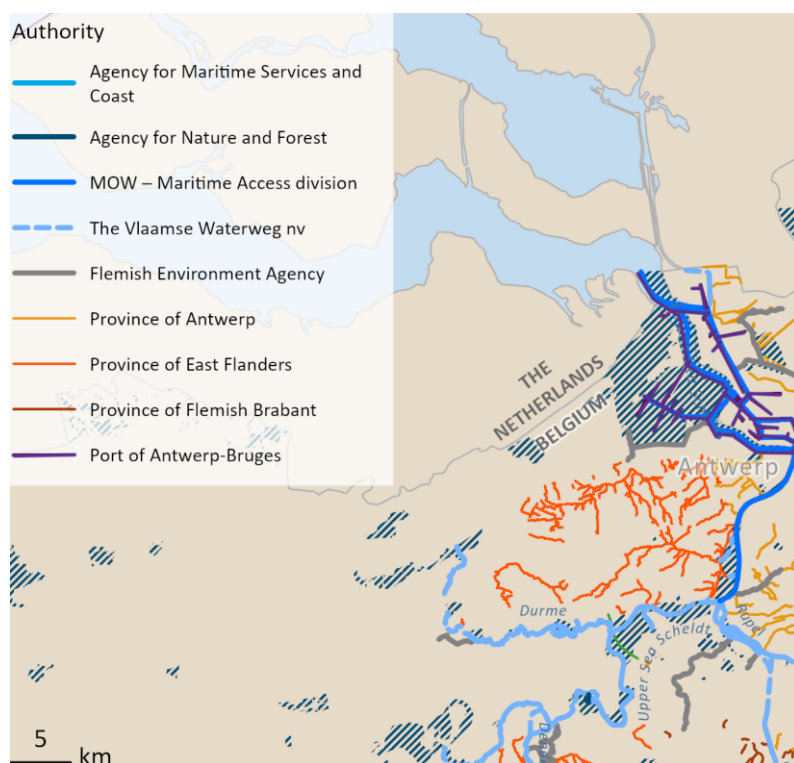 Authority
Agency for Maritime Services and
Coast
Agency for Nature and Forest
MOW – Maritime Access division
The Vlaamse Waterweg nv
Flemish Environment Agency
Province of Antwerp
Province of East Flanders
Province of Flemish Brabant
Port of Antwerp-Bruges
THE
NETHERLANDS
BELGIUM
Antwerp
Durme
Upper Sea Scheldt
Rupel
5
km